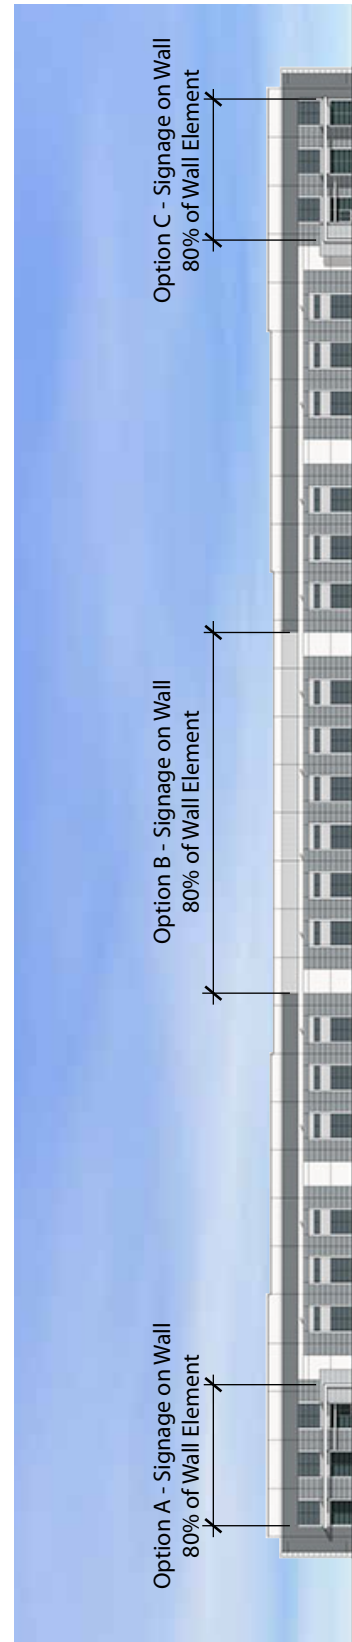 Option A - Signage on Wall
80% of Wall Element
Option B - Signage on Wall
80% of Wall Element
Option C - Signage on Wall
80% of Wall Element